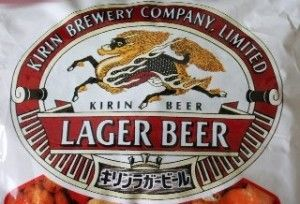 KIRIN BREWERY COMPANY, LIMITED
KIRIN BEER
LAGER BEER
キリンラガービール